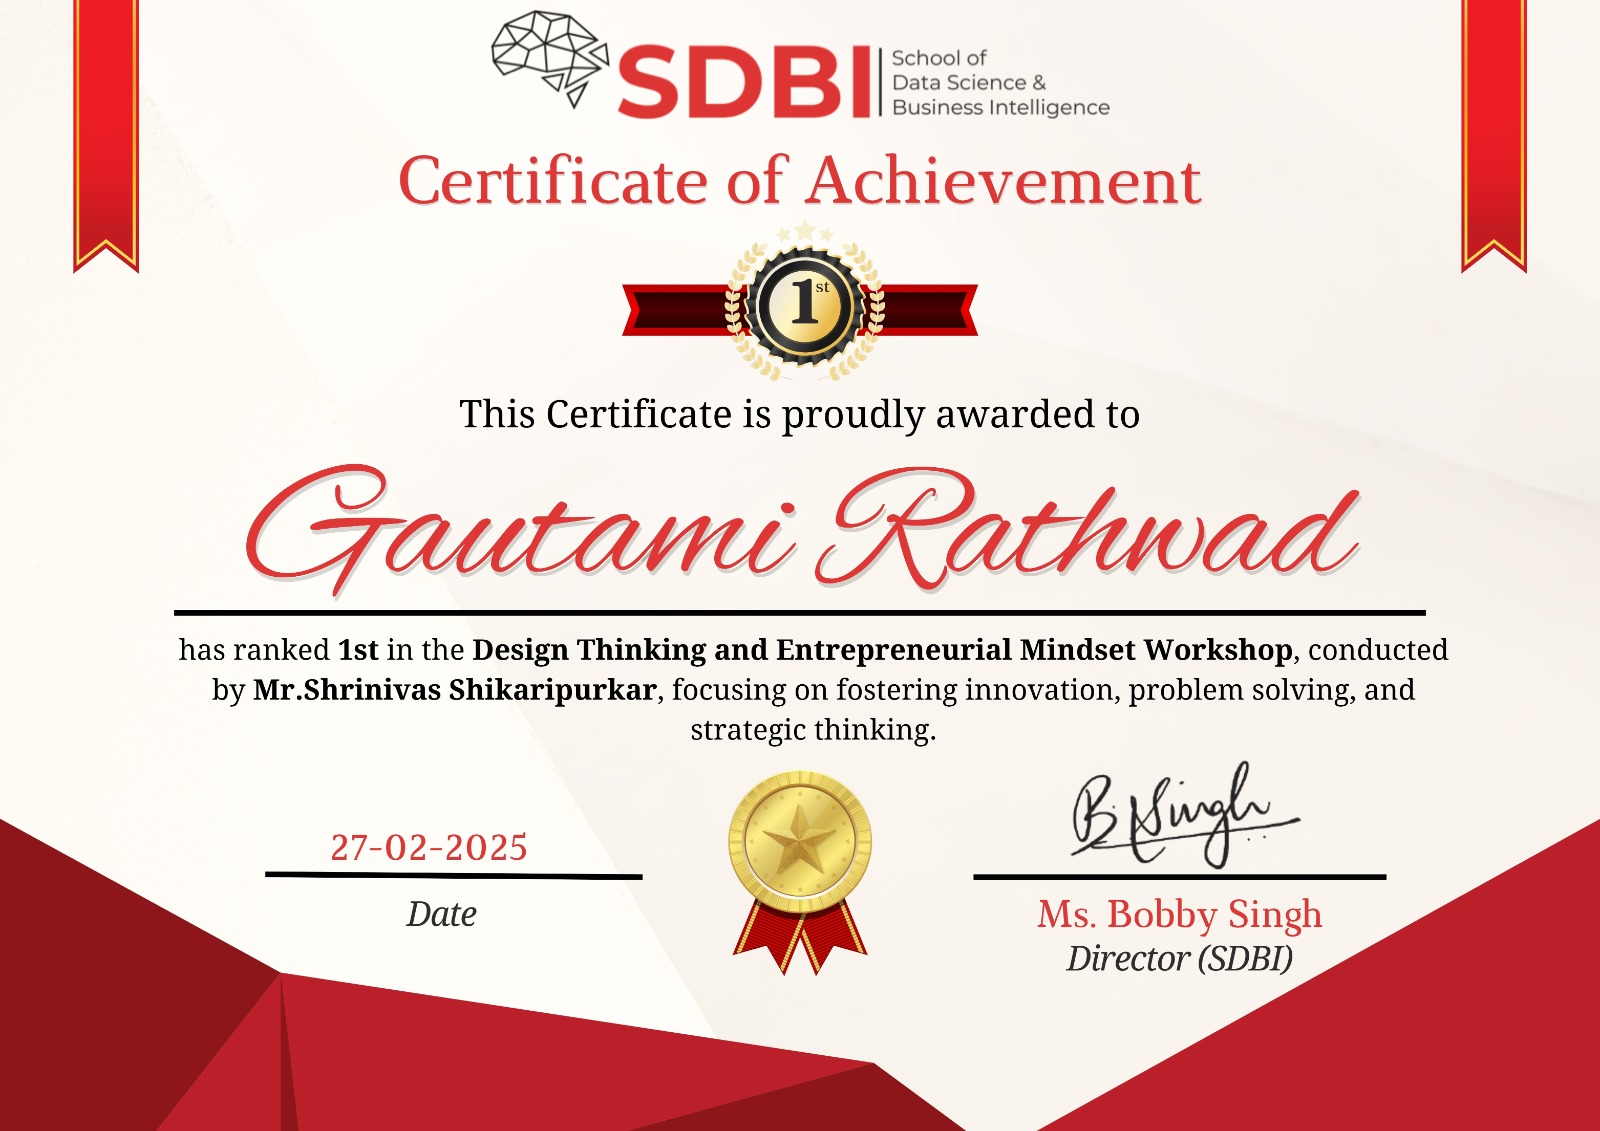 SDBI
School of
Data Science &
Business Intelligence
Certificate of Achievement
1st
This Certificate is proudly awarded to
Gautami Rathwad
has ranked 1st in the Design Thinking and Entrepreneurial Mindset Workshop, conducted
by Mr.Shrinivas Shikaripurkar, focusing on fostering innovation, problem solving, and
strategic thinking.
B Singh
27-02-2025
Date
Ms. Bobby Singh
Director (SDBI)